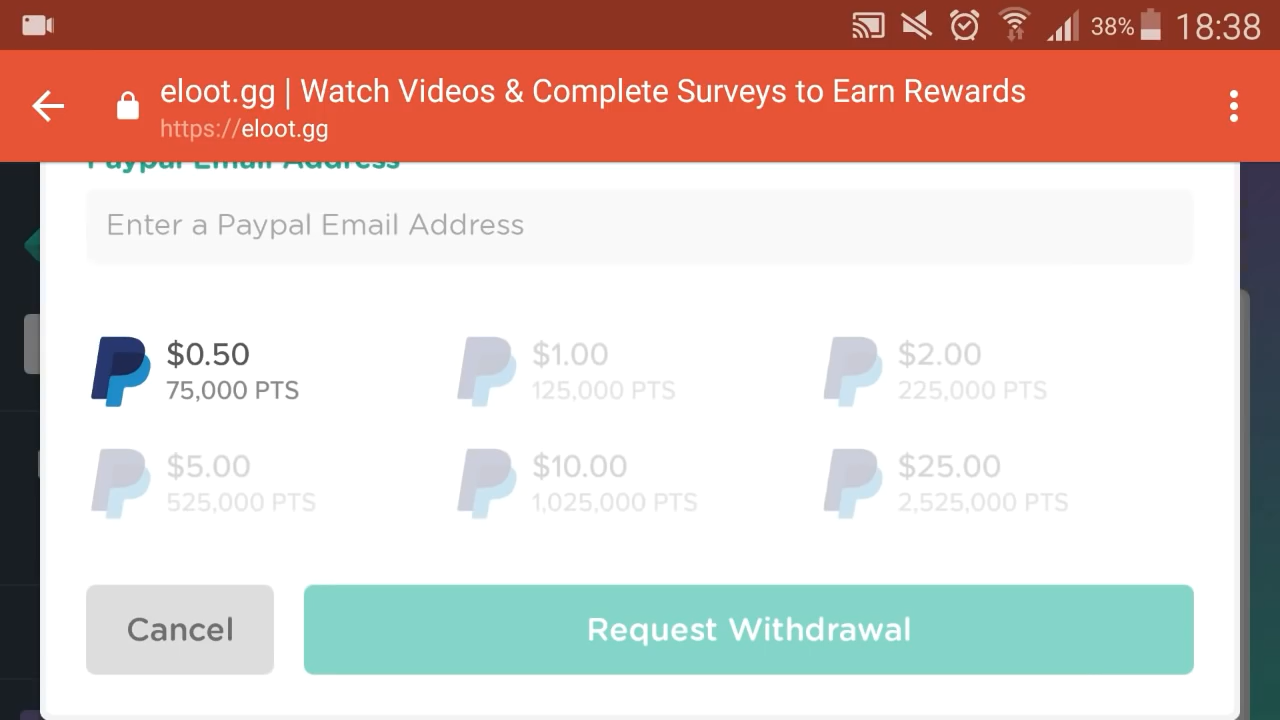 38% 18:38
eloot.gg | Watch Videos & Complete Surveys to Earn Rewards
https://eloot.gg
Paypal Email Address
Enter a Paypal Email Address
$0.50 $1.00 $2.00
75,000 PTS 125,000 PTS 225,000 PTS
$5.00 $10.00 $25.00
525,000 PTS 1,025,000 PTS 2,525,000 PTS
Cancel Request Withdrawal